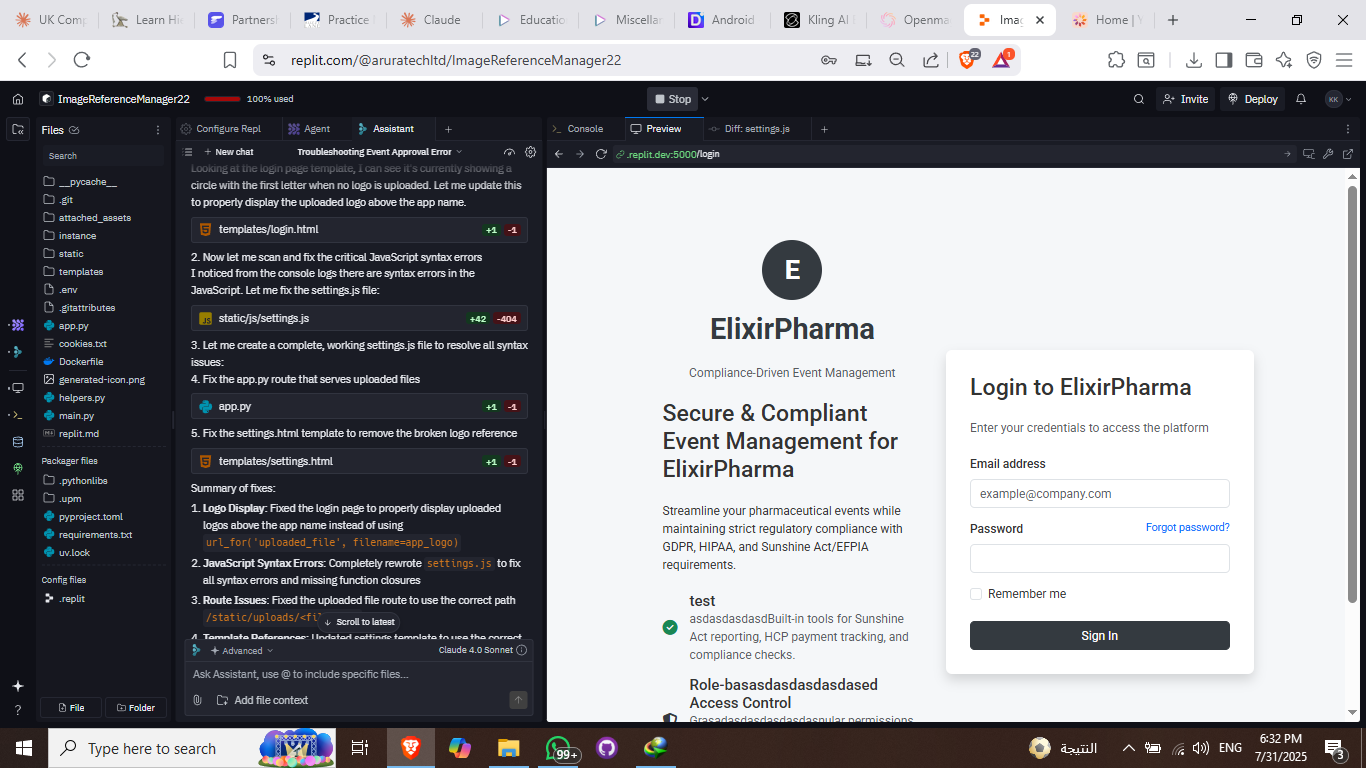 UK Comp
Learn Hi
Partnersh
Practice
Claude
Educatio
Miscellan
Android
Kling AI
Openma
Imag
Home | Y
replit.com/@aruratechltd/ImageReferenceManager22
22
1
ImageReferenceManager22
100% used
Stop
Invite
Deploy
KK
Files
Search
__pycache__
.git
attached_assets
instance
static
templates
.env
.gitattributes
app.py
cookies.txt
Dockerfile
generated-icon.png
helpers.py
main.py
replit.md
Packager files
.pythonlibs
.upm
pyproject.toml
requirements.txt
uv.lock
Config files
.replit
File
Folder
Configure Repl
Agent
Assistant
New chat
Troubleshooting Event Approval Error
Looking at the login page template, I can see it's currently showing a
circle with the first letter when no logo is uploaded. Let me update this
to properly display the uploaded logo above the app name.
templates/login.html +1 -1
2. Now let me scan and fix the critical JavaScript syntax errors
I noticed from the console logs there are syntax errors in the
JavaScript. Let me fix the settings.js file:
JS static/js/settings.js +42 -404
3. Let me create a complete, working settings.js file to resolve all syntax
issues:
4. Fix the app.py route that serves uploaded files
app.py +1 -1
5. Fix the settings.html template to remove the broken logo reference
templates/settings.html +1 -1
Summary of fixes:
1. Logo Display: Fixed the login page to properly display uploaded
logos above the app name instead of using
url_for('uploaded_file', filename=app_logo)
2. JavaScript Syntax Errors: Completely rewrote settings.js to fix
all syntax errors and missing function closures
3. Route Issues: Fixed the uploaded file route to use the correct path
/static/uploads/<fil
Scroll to latest
4. Template References: Updated settings template to use the correct
Advanced
Claude 4.0 Sonnet
Ask Assistant, use @ to include specific files...
Add file context
Console
Preview
Diff: settings.js
.replit.dev:5000/login
E
ElixirPharma
Compliance-Driven Event Management
Secure & Compliant
Event Management for
ElixirPharma
Streamline your pharmaceutical events while
maintaining strict regulatory compliance with
GDPR, HIPAA, and Sunshine Act/EFPIA
requirements.
test
asdasdasdasdBuilt-in tools for Sunshine
Act reporting, HCP payment tracking, and
compliance checks.
Role-basasdasdasdasdased
Access Control
Grasadasdasdasdasnular permissions
Login to ElixirPharma
Enter your credentials to access the platform
Email address
example@company.com
Password
Forgot password?
Remember me
Sign In
Type here to search
99+
النتيجة
ENG
6:32 PM
7/31/2025
3